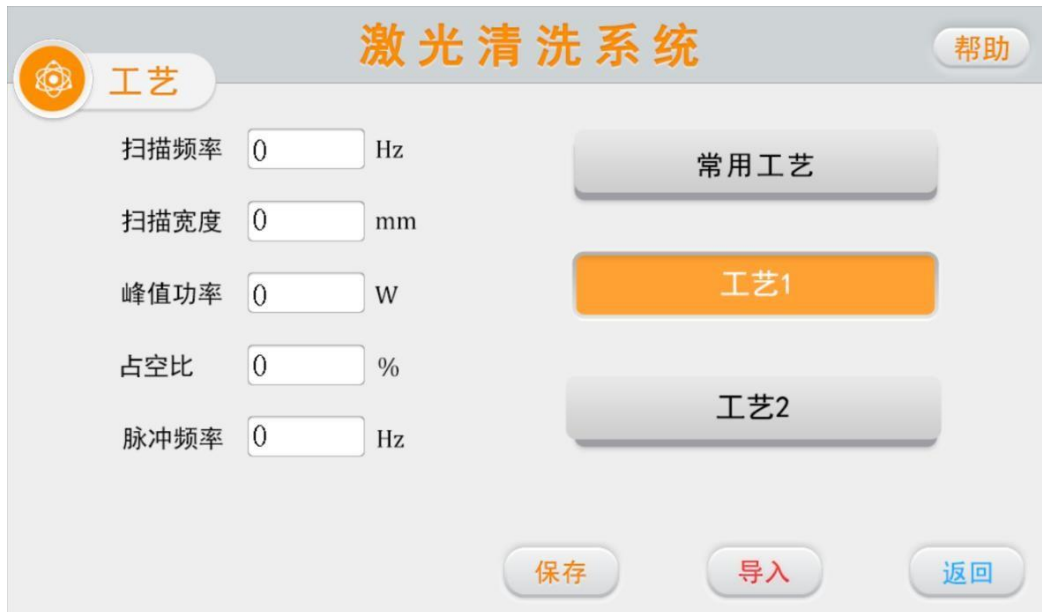 激光清洗系统
帮助
工艺
扫描频率 0 Hz
常用工艺
扫描宽度 0 mm
工艺1
峰值功率 0 W
占空比 0 %
工艺2
脉冲频率 0 Hz
保存 导入 返回